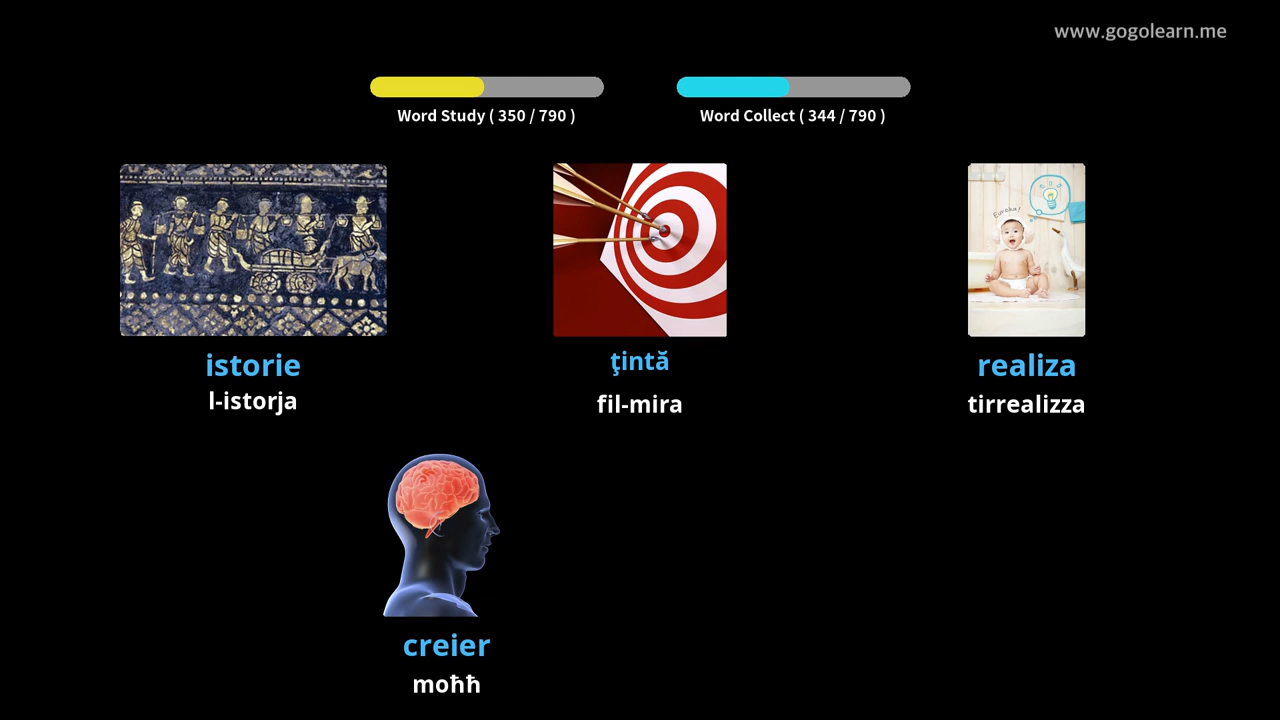 www.gogolearn.me
Word Study ( 350 / 790 )
Word Collect ( 344 / 790 )
Eureka!
istorie
l-istorja
ţintă
fil-mira
realiza
tirrealizza
creier
moħħ